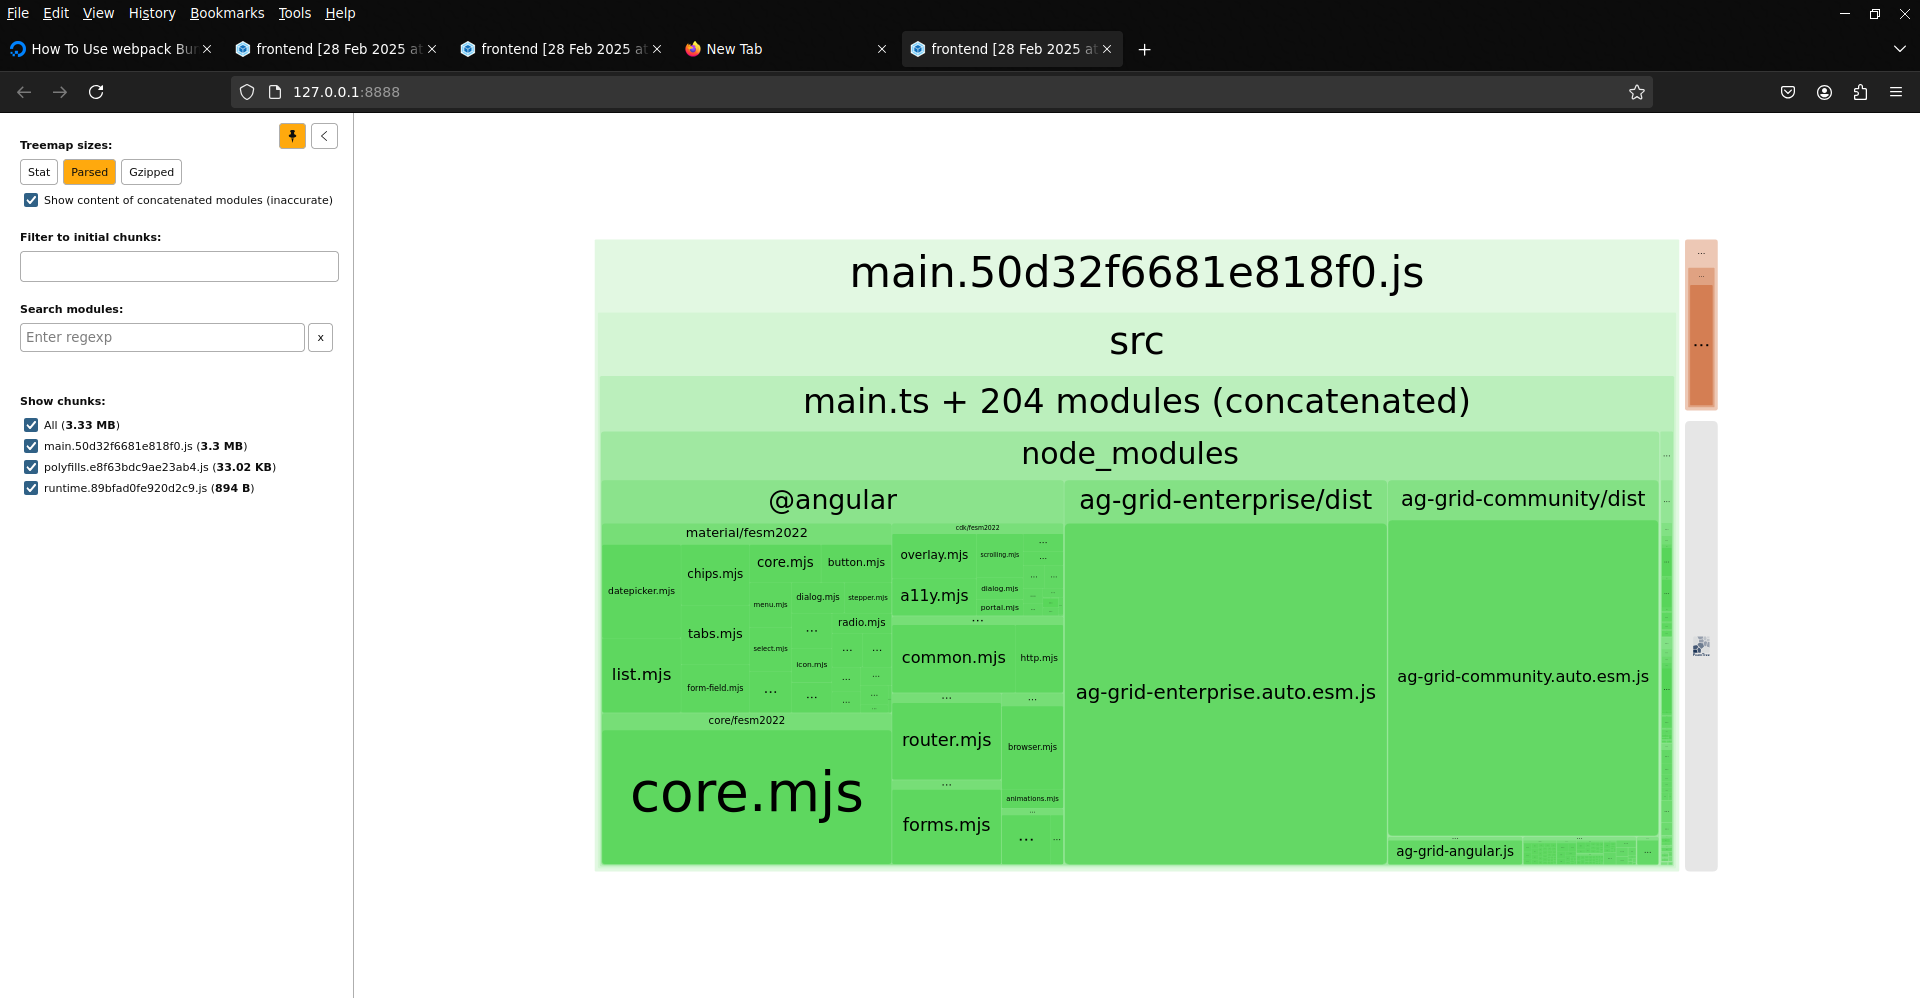 File Edit View History Bookmarks Tools Help
How To Use webpack Bu
frontend [28 Feb 2025 at
frontend [28 Feb 2025 at
New Tab
frontend [28 Feb 2025 at
127.0.0.1:8888
Treemap sizes:
Stat
Parsed
Gzipped
Show content of concatenated modules (inaccurate)
Filter to initial chunks:
Search modules:
Enter regexp
x
Show chunks:
All (3.33 MB)
main.50d32f6681e818f0.js (3.3 MB)
polyfills.e8f63bdc9ae23ab4.js (33.02 KB)
runtime.89bfad0fe920d2c9.js (894 B)
main.50d32f6681e818f0.js
src
main.ts + 204 modules (concatenated)
node_modules
@angular
material/fesm2022
datepicker.mjs
list.mjs
chips.mjs
tabs.mjs
form-field.mjs
core.mjs
button.mjs
menu.mjs
dialog.mjs
stepper.mjs
radio.mjs
select.mjs
icon.mjs
core/fesm2022
core.mjs
cdk/fesm2022
overlay.mjs
scrolling.mjs
a11y.mjs
dialog.mjs
portal.mjs
common.mjs
http.mjs
router.mjs
browser.mjs
animations.mjs
forms.mjs
ag-grid-enterprise/dist
ag-grid-enterprise.auto.esm.js
ag-grid-community/dist
ag-grid-community.auto.esm.js
ag-grid-angular.js